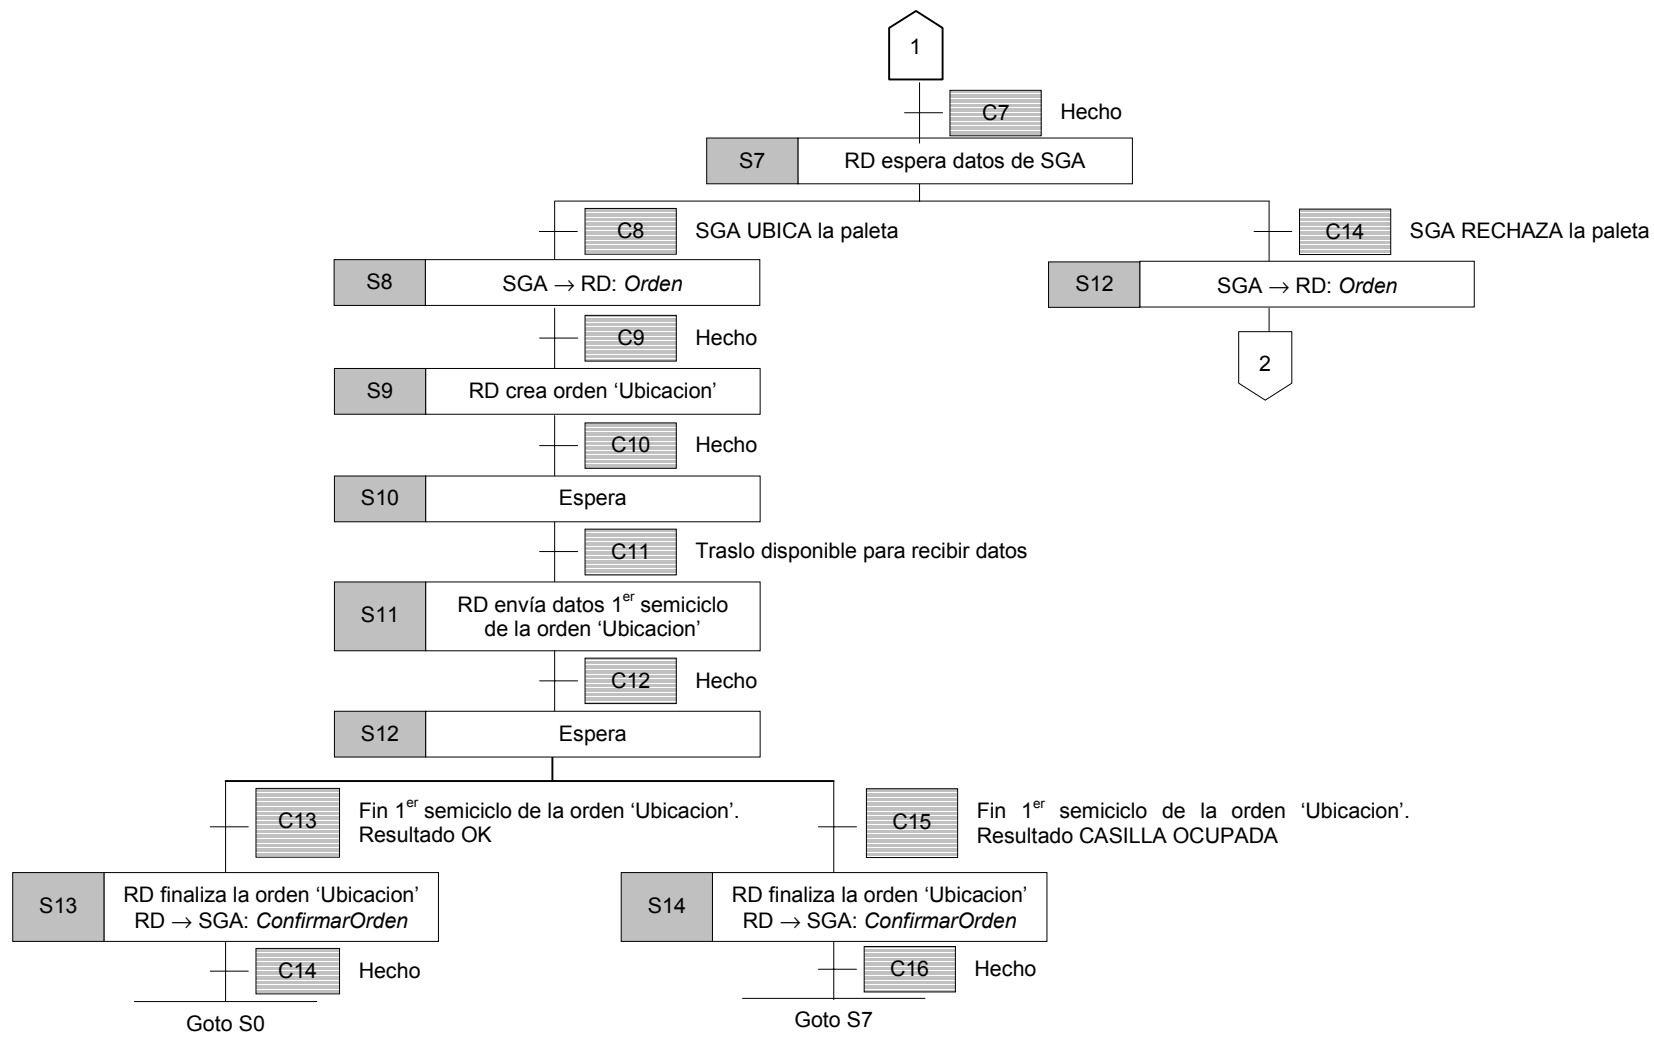 1
C7 Hecho
S7 RD espera datos de SGA
C8 SGA UBICA la paleta
C14 SGA RECHAZA la paleta
S8 SGA → RD: Orden
S12 SGA → RD: Orden
C9 Hecho
2
S9 RD crea orden ‘Ubicacion’
C10 Hecho
S10 Espera
C11 Traslo disponible para recibir datos
S11 RD envía datos 1er semiciclo
de la orden ‘Ubicacion’
C12 Hecho
S12 Espera
C13 Fin 1er semiciclo de la orden ‘Ubicacion’.
Resultado OK
C15 Fin 1er semiciclo de la orden ‘Ubicacion’.
Resultado CASILLA OCUPADA
S13 RD finaliza la orden ‘Ubicacion’
RD → SGA: ConfirmarOrden
S14 RD finaliza la orden ‘Ubicacion’
RD → SGA: ConfirmarOrden
C14 Hecho
C16 Hecho
Goto S0
Goto S7